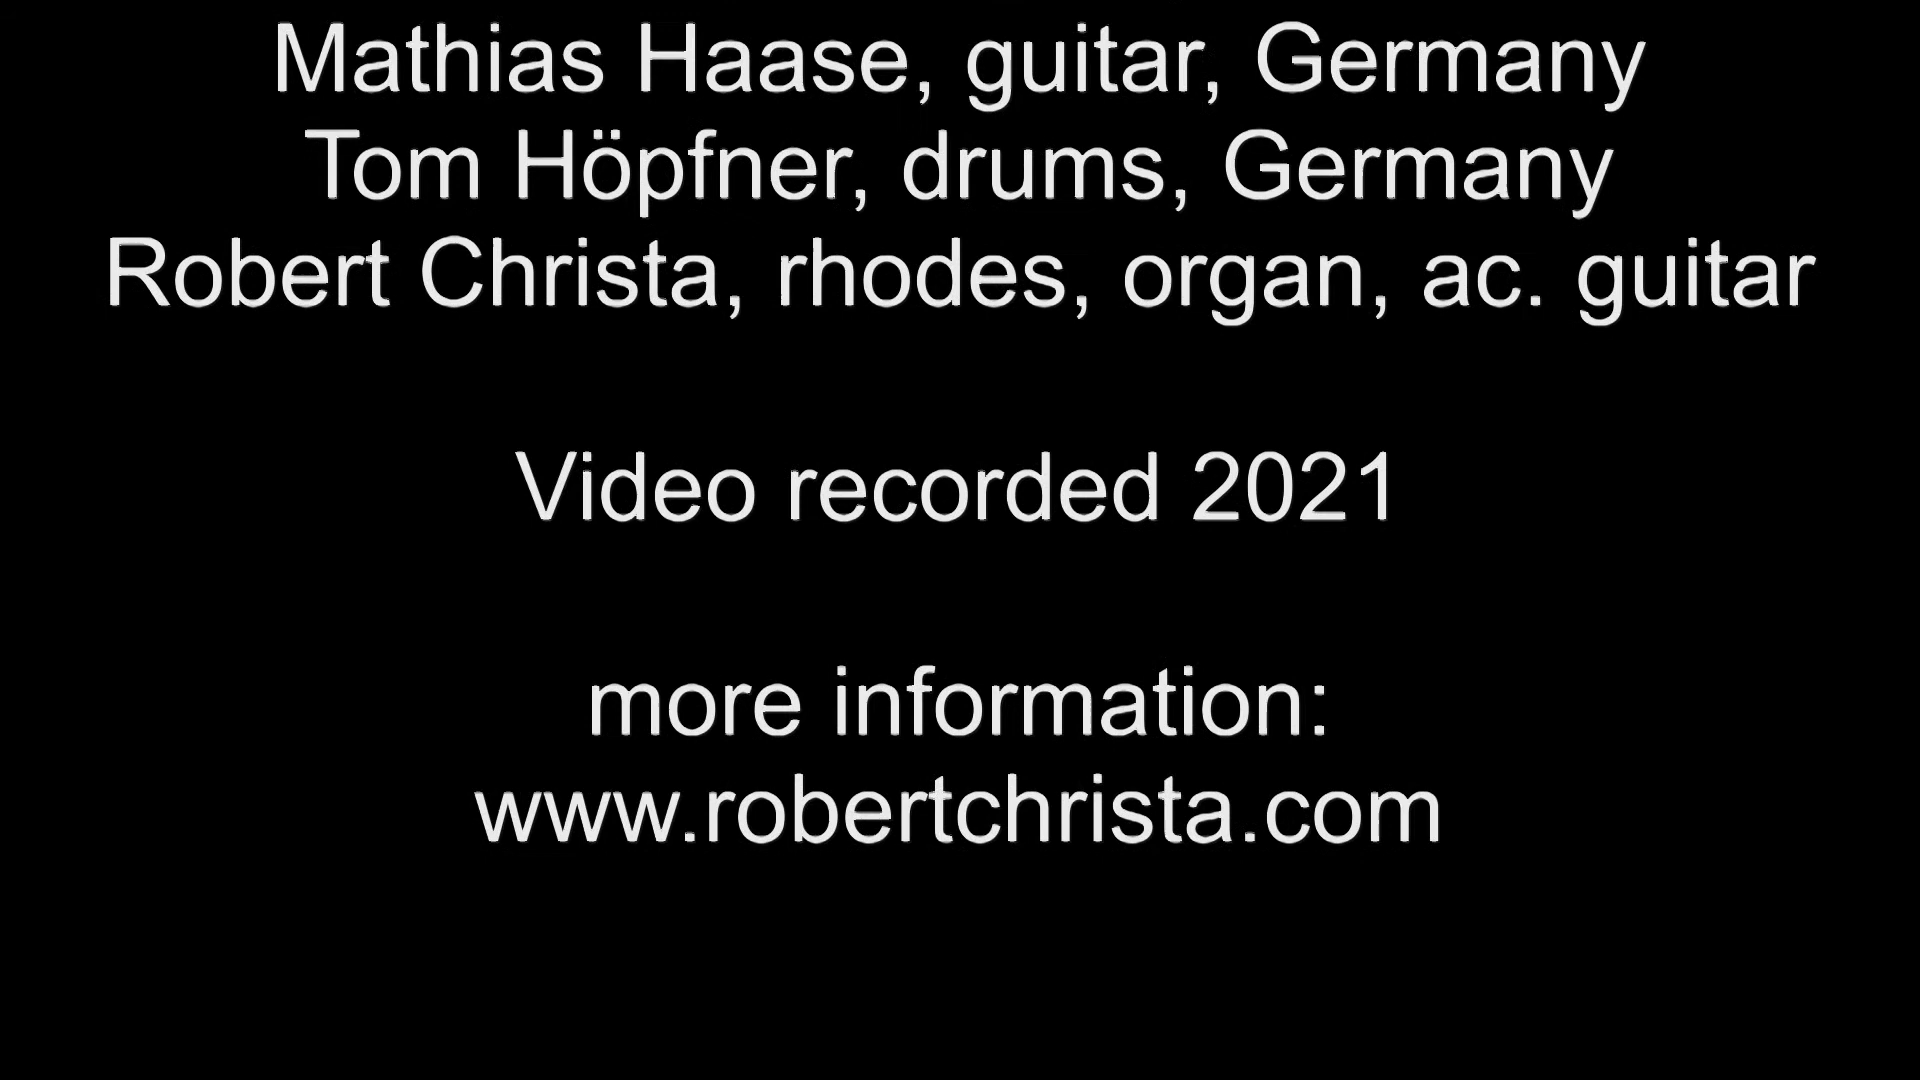 Mathias Haase, guitar, Germany
Tom Höpfner, drums, Germany
Robert Christa, rhodes, organ, ac. guitar
Video recorded 2021
more information:
www.robertchrista.com